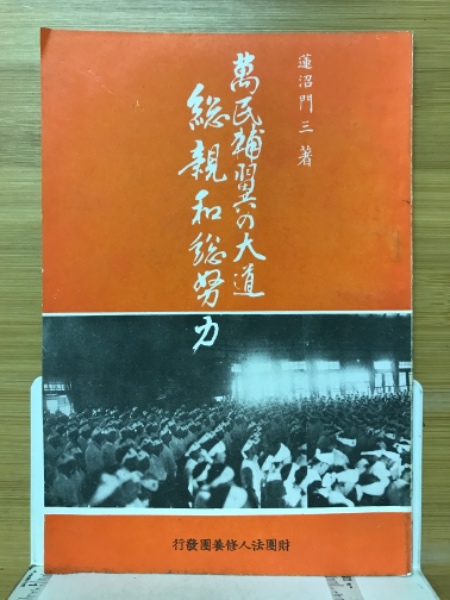 蓮沼門三著
萬民輔翼の大道
総親和総努力
行發團養修人法團財